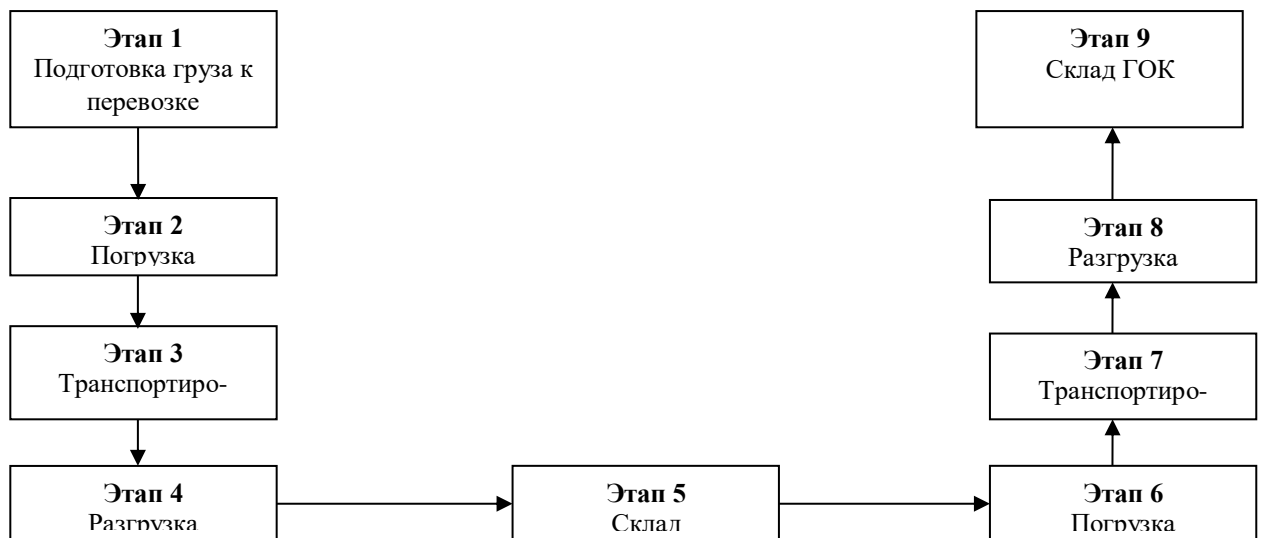 Этап 1
Подготовка груза к
перевозке
Этап 2
Погрузка
Этап 3
Транспортиро-
Этап 4
Разгрузка
Этап 5
Склад
Этап 6
Погрузка
Этап 7
Транспортиро-
Этап 8
Разгрузка
Этап 9
Склад ГОК